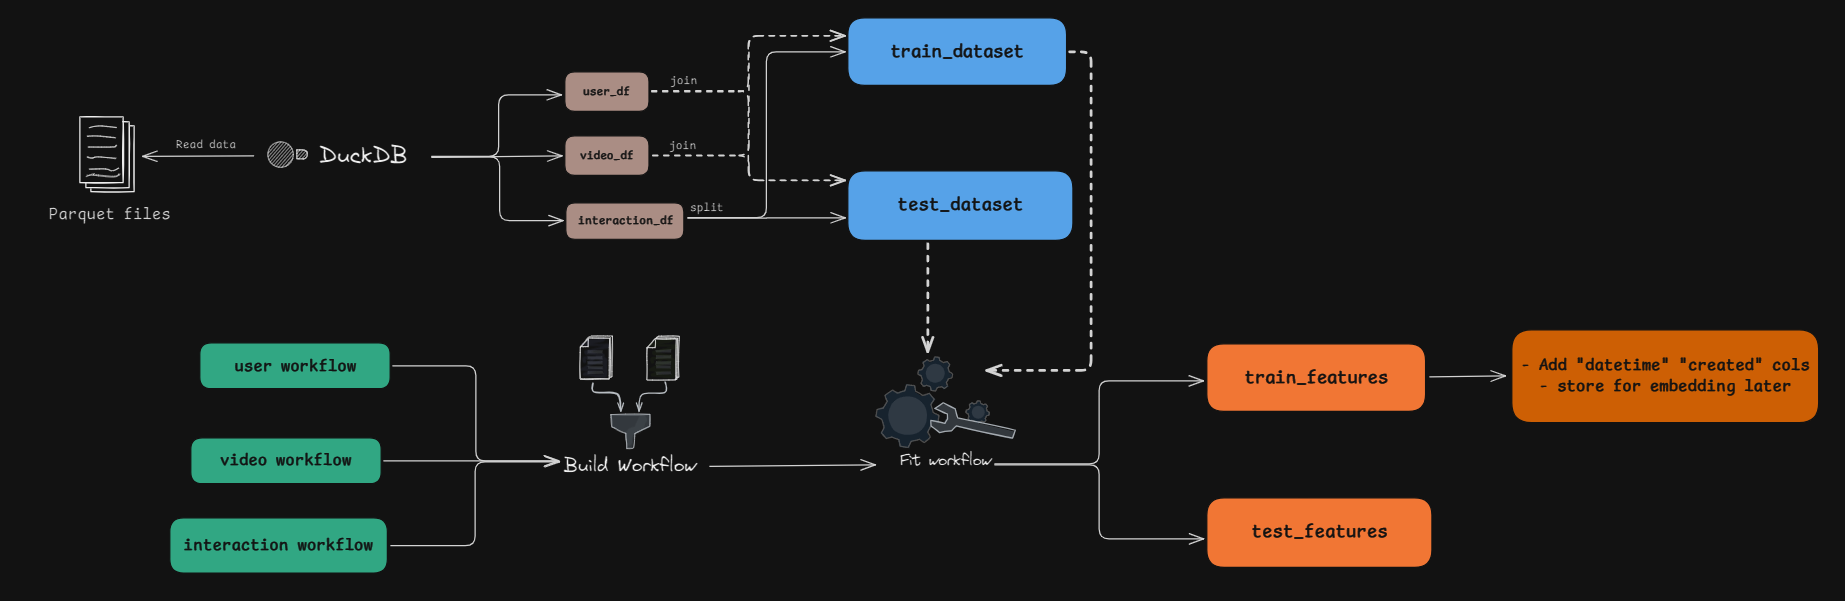 train_dataset
join
user_df
Read data
DuckDB
join
video_df
Parquet files
split
interaction_df
test_dataset
user workflow
video workflow
interaction workflow
Build Workflow
Fit workflow
train_features
- Add "datetime" "created" cols
- store for embedding later
test_features